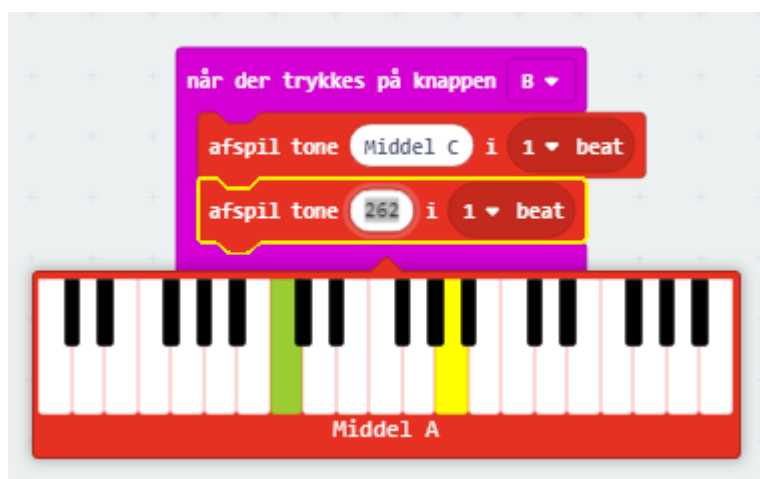 når der trykkes på knappen B
afspil tone Middel C i 1 beat
afspil tone 262 i 1 beat
Middel A